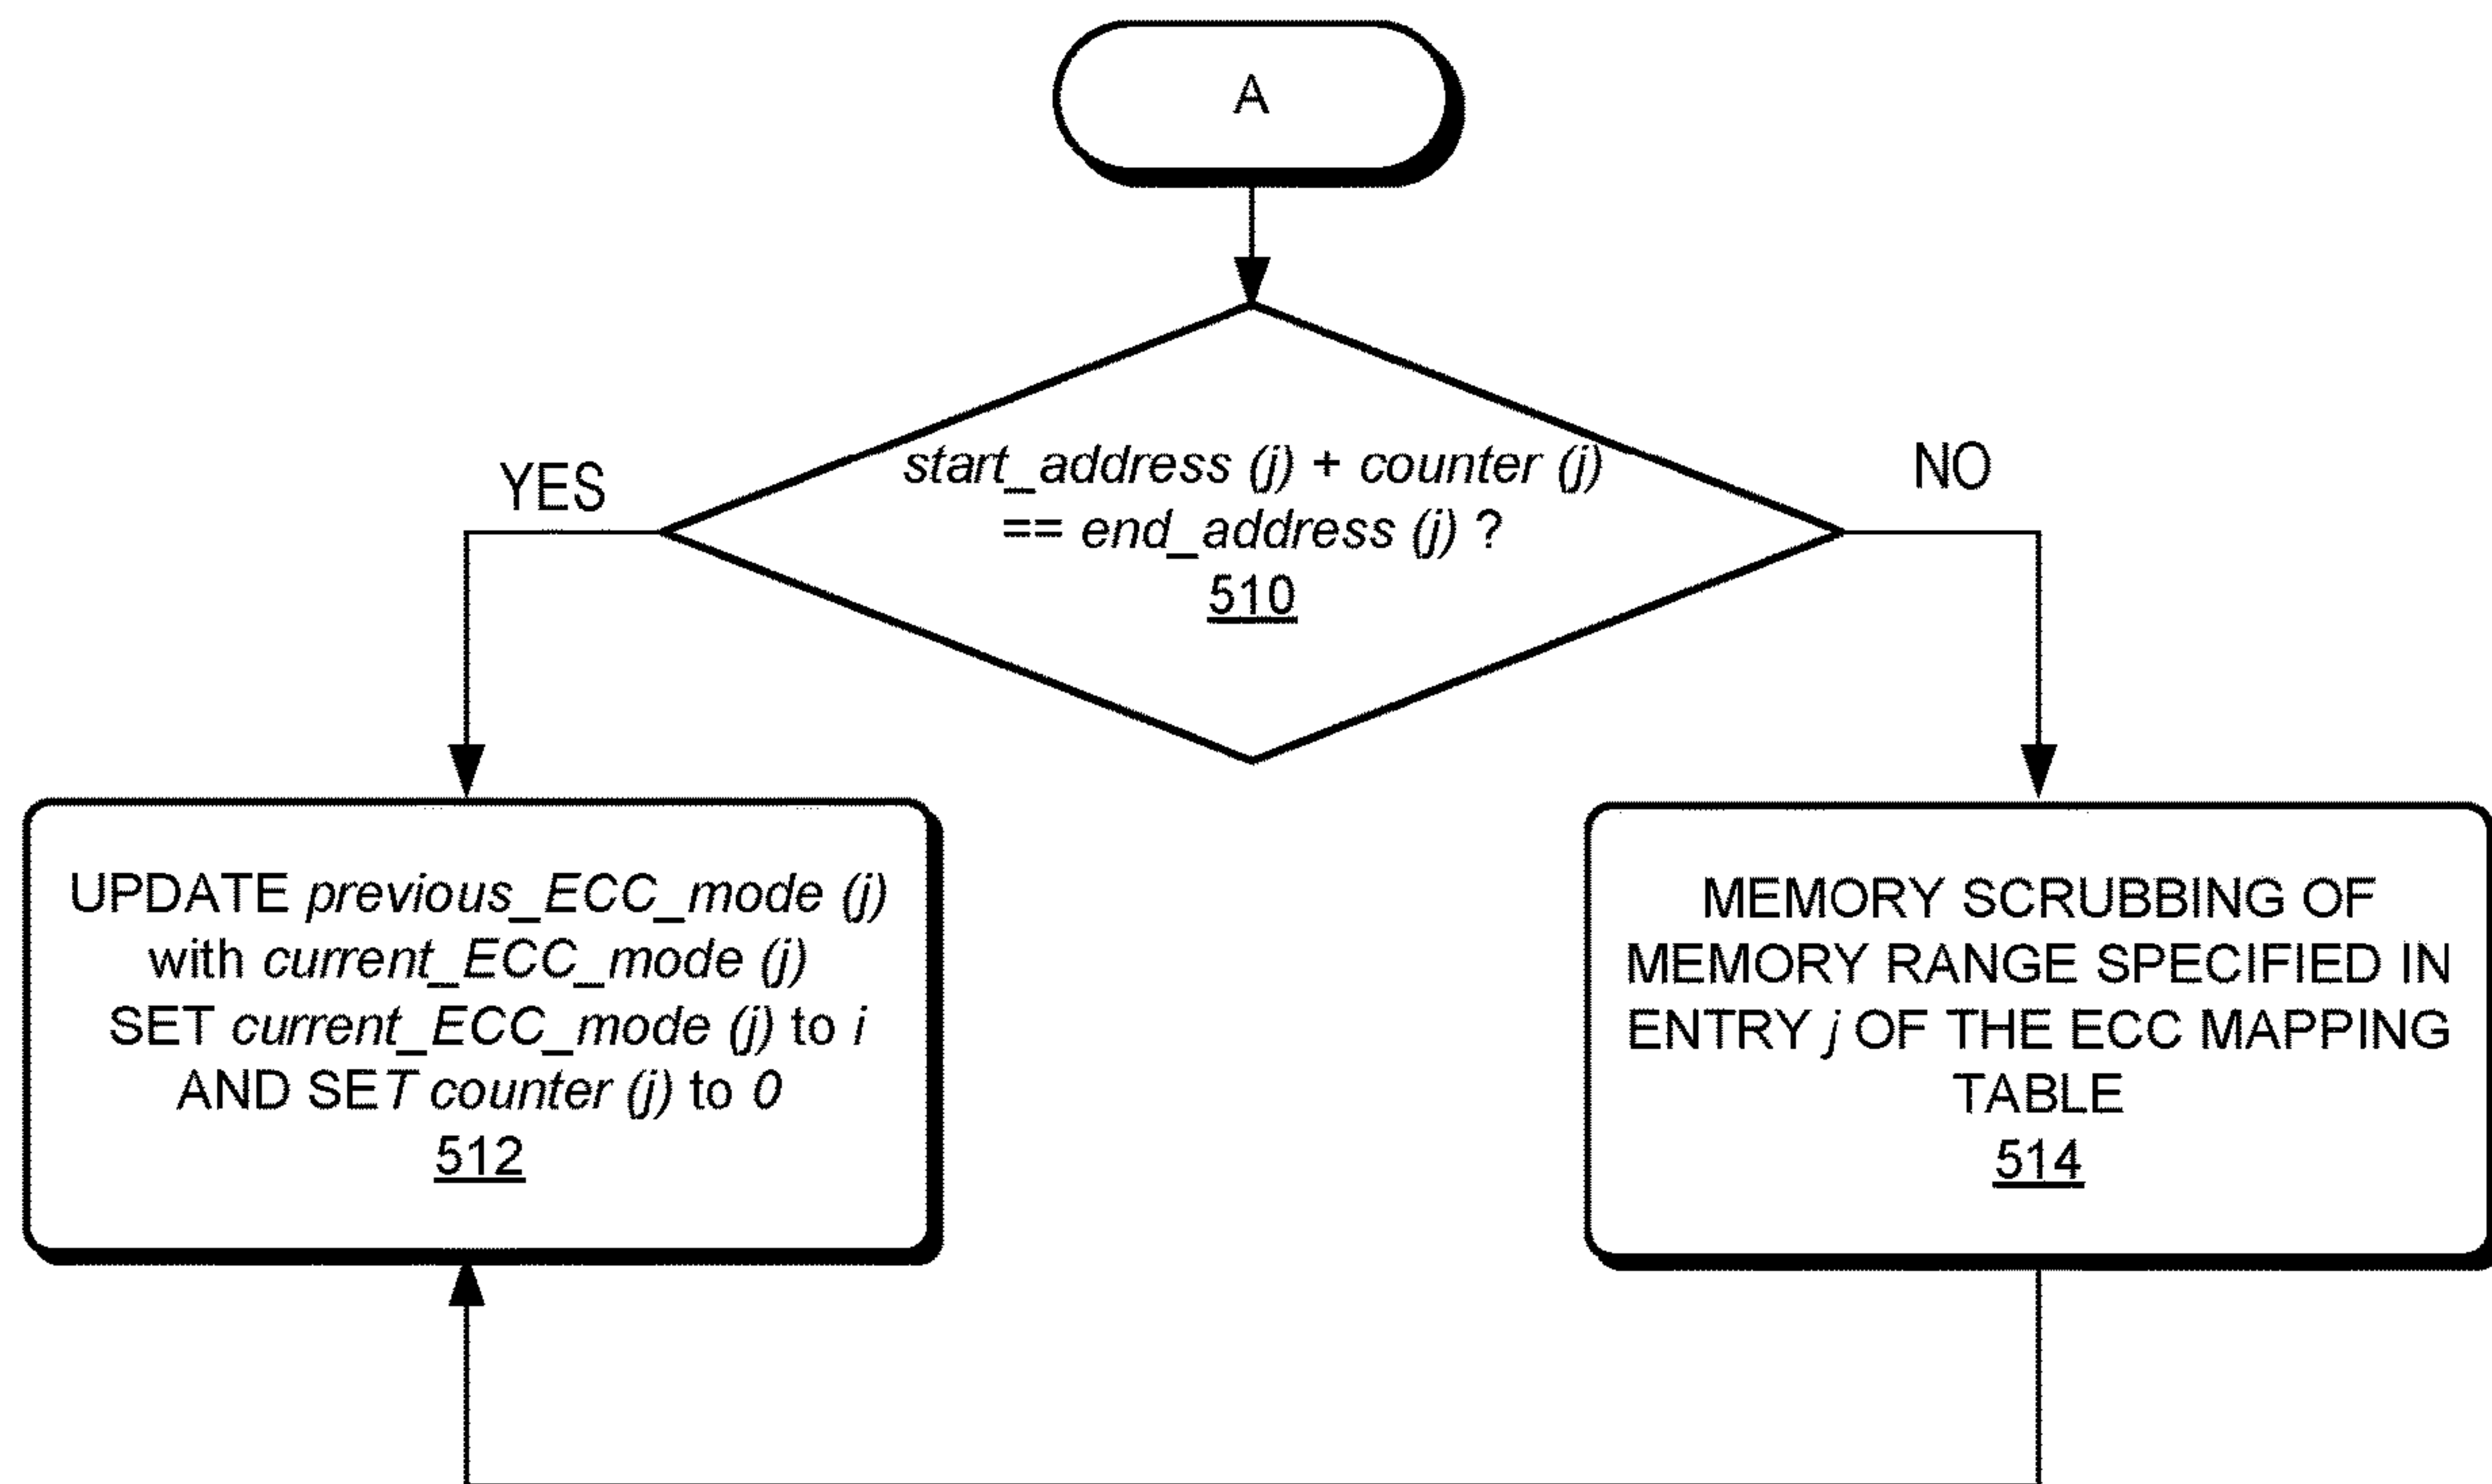 A
YES
start_address (j) + counter (j)
== end_address (j) ?
510
NO
UPDATE previous_ECC_mode (j)
with current_ECC_mode (j)
SET current_ECC_mode (j) to i
AND SET counter (j) to 0
512
MEMORY SCRUBBING OF
MEMORY RANGE SPECIFIED IN
ENTRY j OF THE ECC MAPPING
TABLE
514